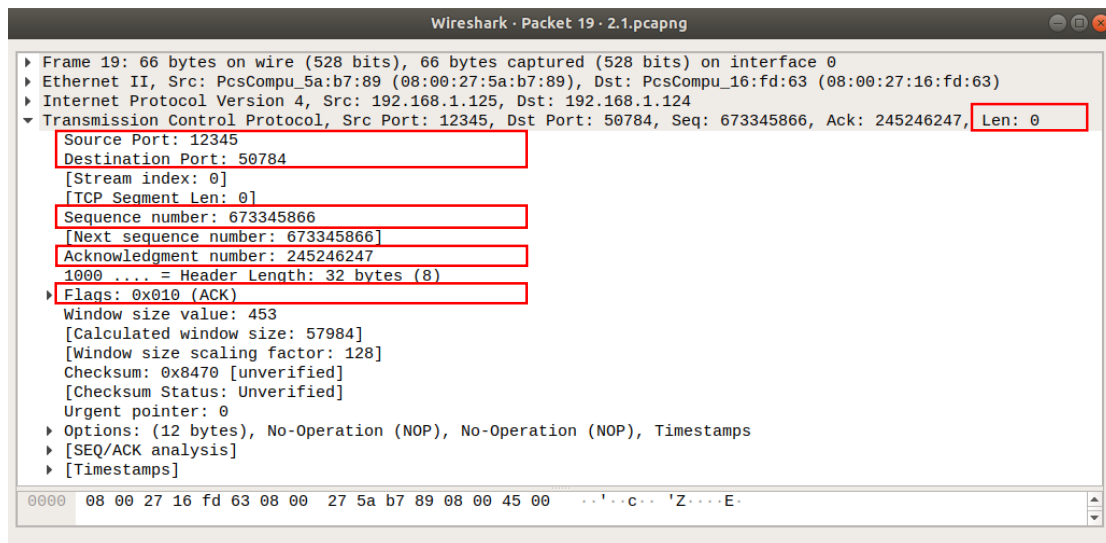 Wireshark · Packet 19 · 2.1.pcapng
Frame 19: 66 bytes on wire (528 bits), 66 bytes captured (528 bits) on interface 0
Ethernet II, Src: PcsCompu_5a:b7:89 (08:00:27:5a:b7:89), Dst: PcsCompu_16:fd:63 (08:00:27:16:fd:63)
Internet Protocol Version 4, Src: 192.168.1.125, Dst: 192.168.1.124
Transmission Control Protocol, Src Port: 12345, Dst Port: 50784, Seq: 673345866, Ack: 245246247, Len: 0
Source Port: 12345
Destination Port: 50784
[Stream index: 0]
[TCP Segment Len: 0]
Sequence number: 673345866
[Next sequence number: 673345866]
Acknowledgment number: 245246247
1000 .... = Header Length: 32 bytes (8)
Flags: 0x010 (ACK)
Window size value: 453
[Calculated window size: 57984]
[Window size scaling factor: 128]
Checksum: 0x8470 [unverified]
[Checksum Status: Unverified]
Urgent pointer: 0
Options: (12 bytes), No-Operation (NOP), No-Operation (NOP), Timestamps
[SEQ/ACK analysis]
[Timestamps]
0000 08 00 27 16 fd 63 08 00 27 5a b7 89 08 00 45 00 ··'··c·· 'Z····E·